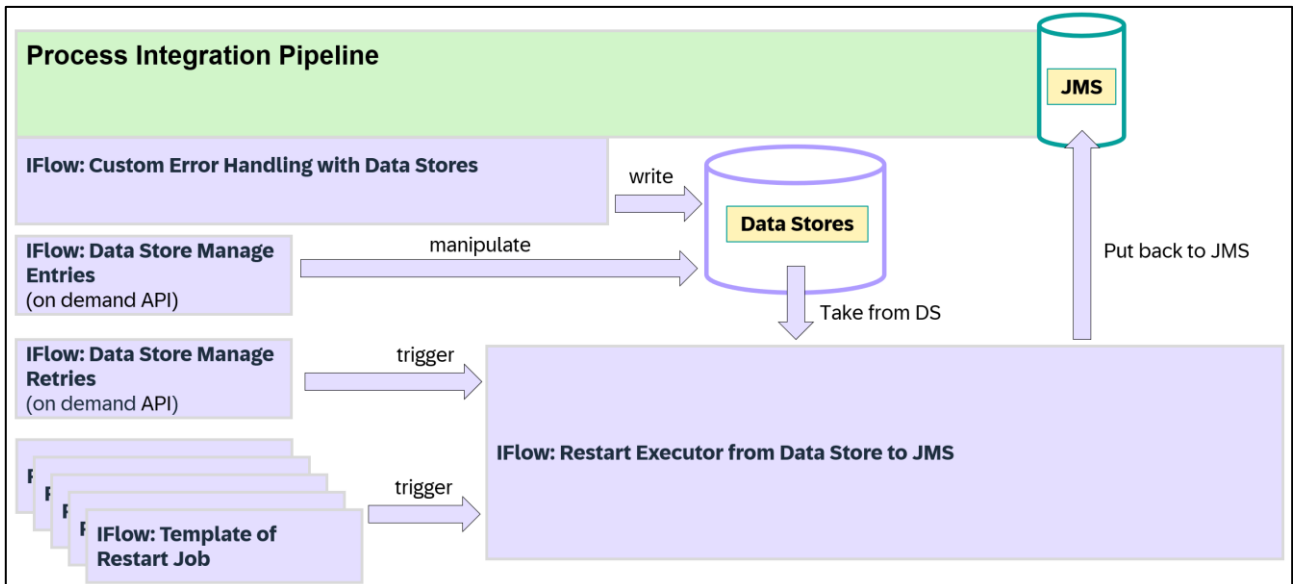 Process Integration Pipeline
JMS
IFlow: Custom Error Handling with Data Stores
write
Data Stores
IFlow: Data Store Manage
Entries
(on demand API)
manipulate
Put back to JMS
Take from DS
IFlow: Data Store Manage
Retries
(on demand API)
trigger
IFlow: Restart Executor from Data Store to JMS
trigger
IFlow: Template of
Restart Job